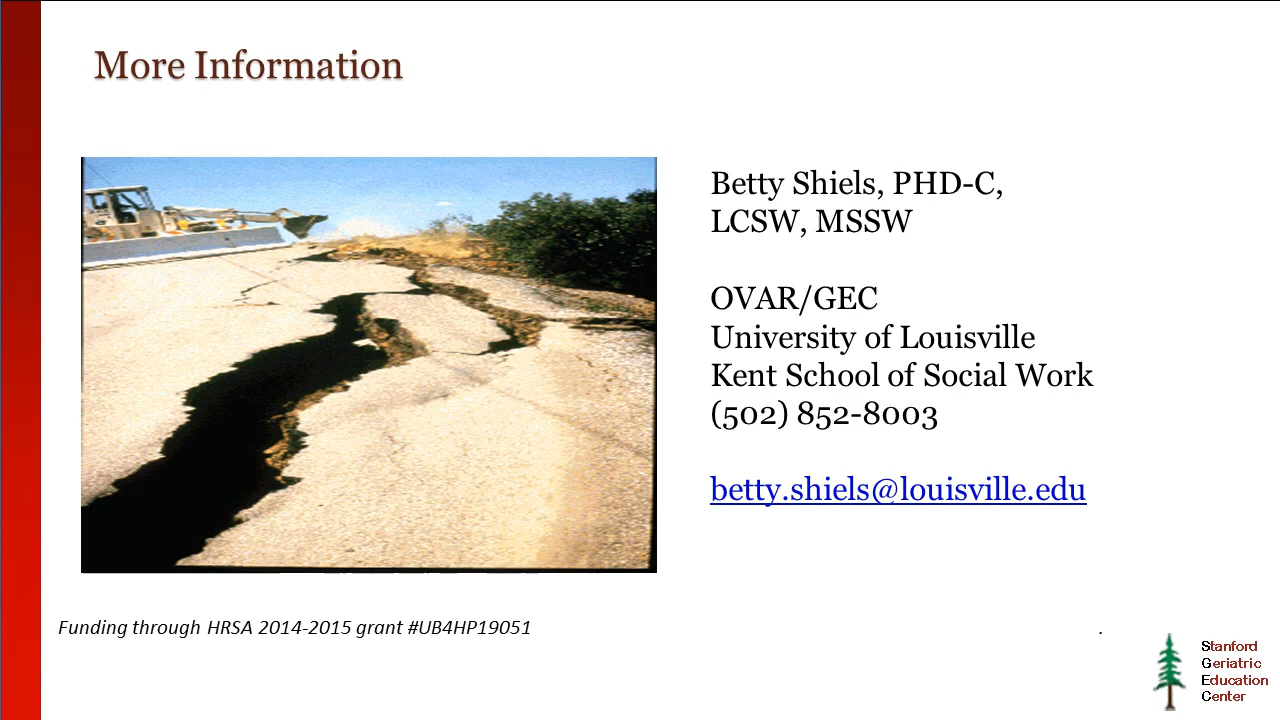 More Information
Betty Shiels, PHD-C,
LCSW, MSSW
OVAR/GEC
University of Louisville
Kent School of Social Work
(502) 852-8003
betty.shiels@louisville.edu
Funding through HRSA 2014-2015 grant #UB4HP19051
.
Stanford
Geriatric
Education
Center